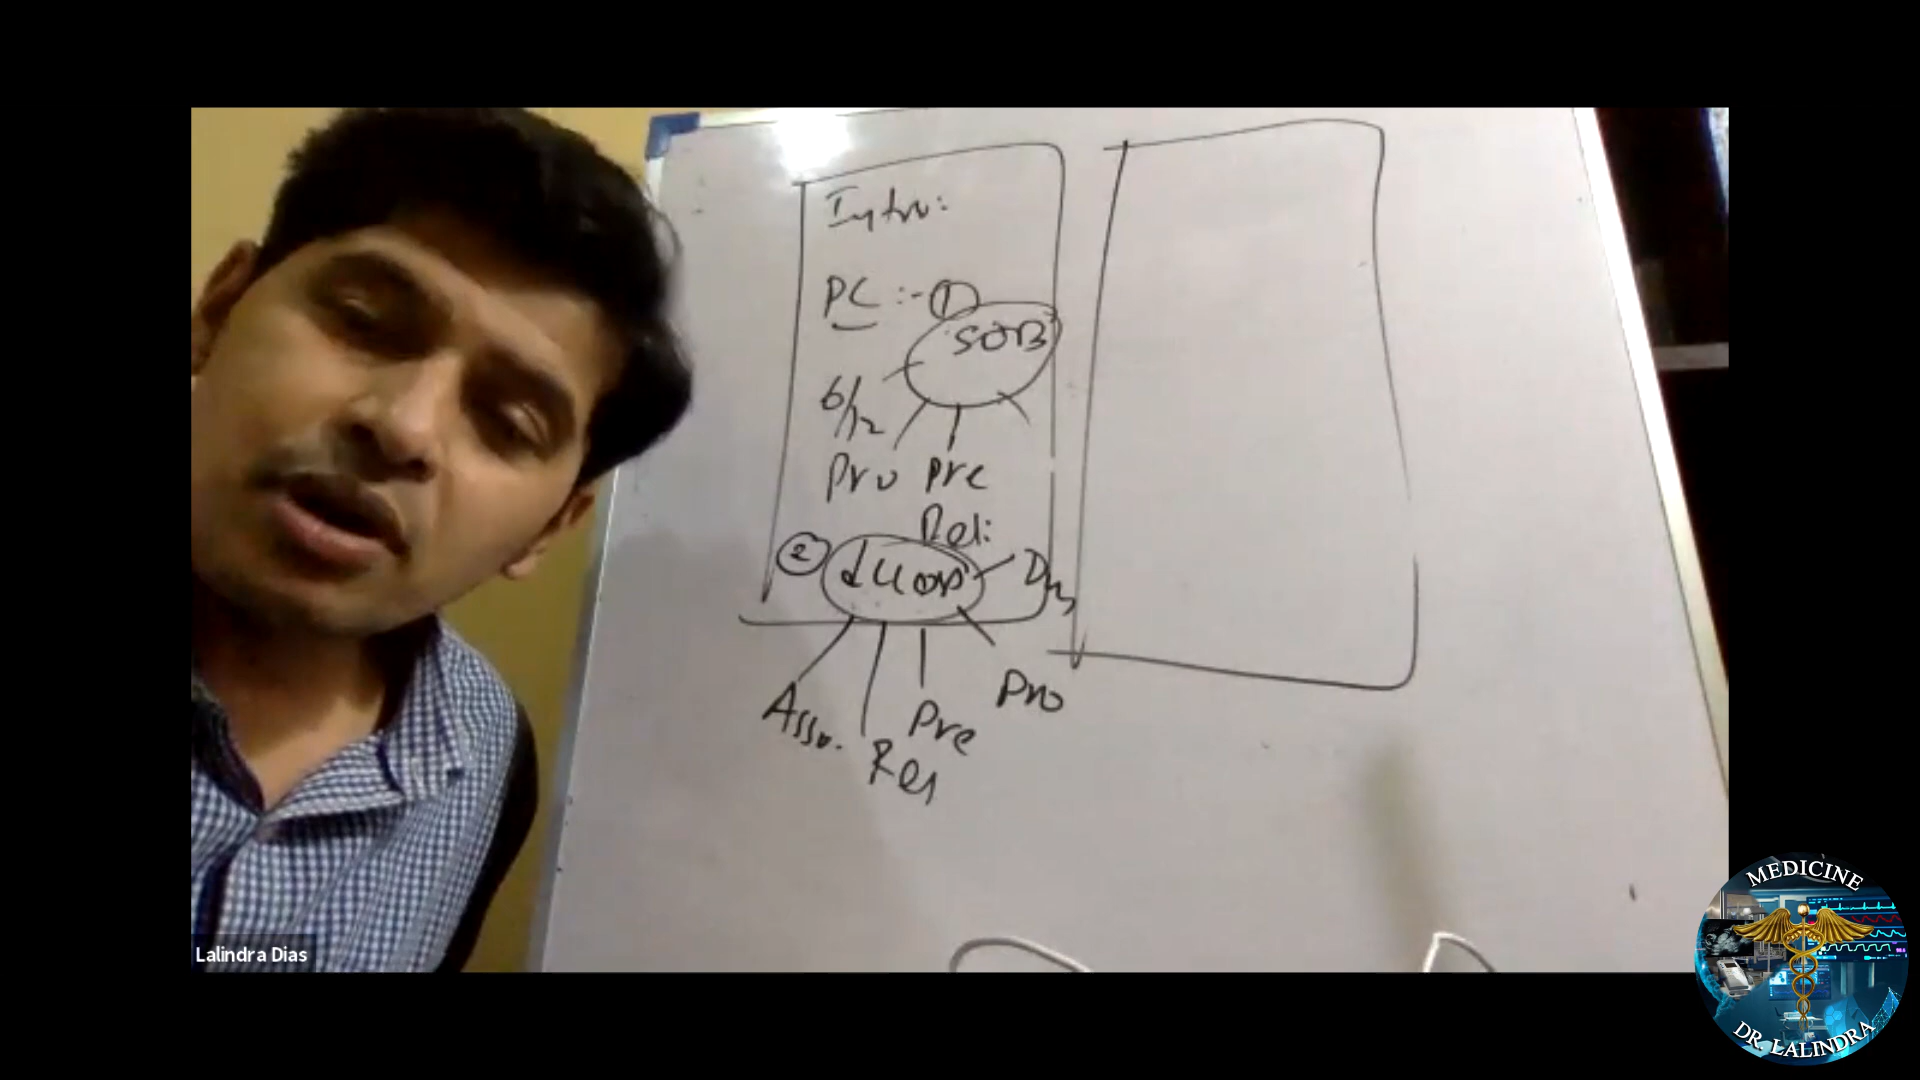 Intro:
PC :- ①
SOB
6/12
Pro Pre
Rel:
②
Drs
Asso.
Rel
Pre
Pro
Lalindra Dias
MEDICINE
DR. LALINDRA